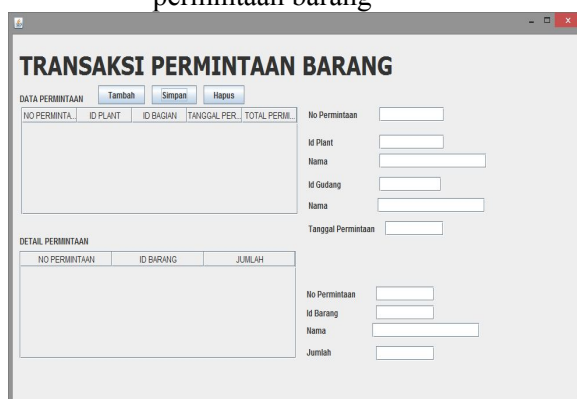 permintaan barang
TRANSAKSI PERMINTAAN BARANG
DATA PERMINTAAN Tambah Simpan Hapus
NO PERMINTA... ID PLANT ID BAGIAN TANGGAL PER... TOTAL PERMI...
No Permintaan
Id Plant
Nama
Id Gudang
Nama
Tanggal Permintaan
DETAIL PERMINTAAN
NO PERMINTAAN ID BARANG JUMLAH
No Permintaan
Id Barang
Nama
Jumlah